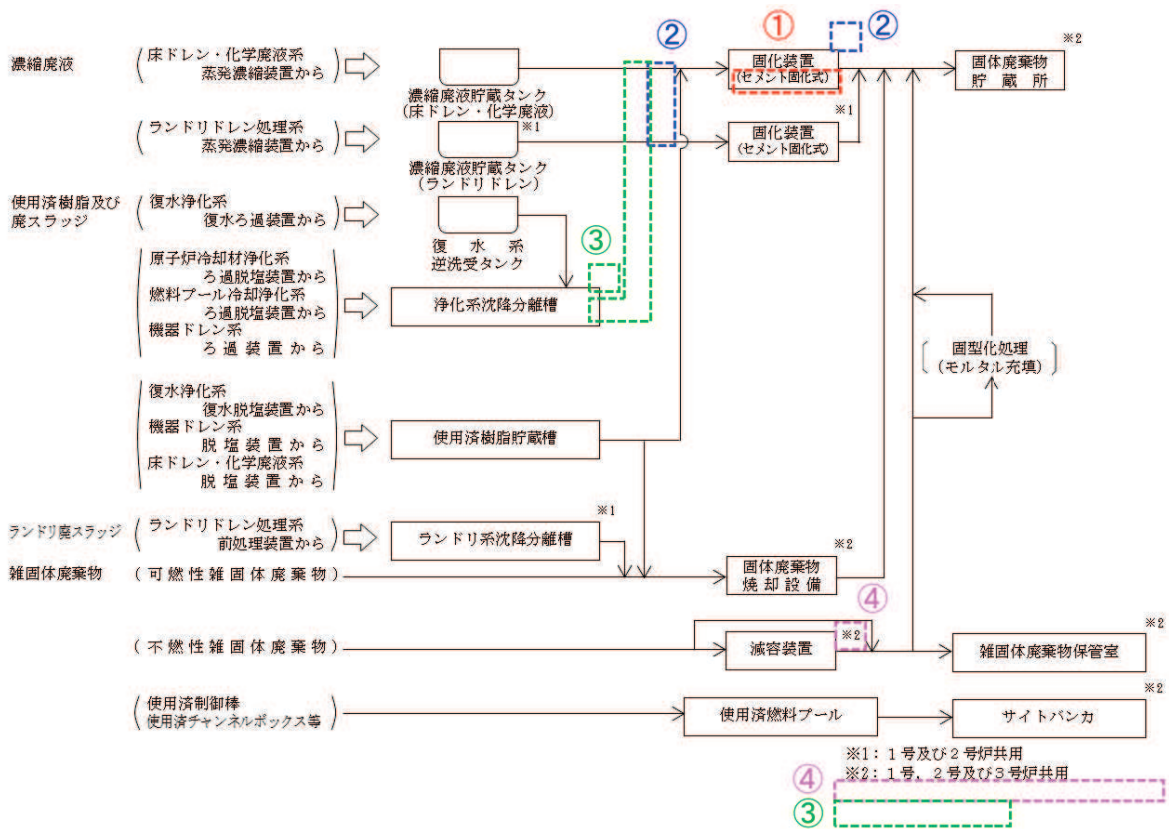 ② ① ②
濃縮廃液
(床ドレン・化学廃液系
蒸発濃縮装置から)
濃縮廃液貯蔵タンク
(床ドレン・化学廃液)
固化装置
(セメント固化式)
※2
固体廃棄物
貯蔵所
(ランドリドレン処理系
蒸発濃縮装置から)
※1
濃縮廃液貯蔵タンク
(ランドリドレン)
※1
固化装置
(セメント固化式)
使用済樹脂及び
廃スラッジ
(復水浄化系
復水ろ過装置から)
復水系
逆洗受タンク
③
原子炉冷却材浄化系
ろ過脱塩装置から
燃料プール冷却浄化系
ろ過脱塩装置から
機器ドレン系
ろ過装置から
浄化系沈降分離槽
固型化処理
(モルタル充填)
復水浄化系
復水脱塩装置から
機器ドレン系
脱塩装置から
床ドレン・化学廃液系
脱塩装置から
使用済樹脂貯蔵槽
ランドリ廃スラッジ
(ランドリドレン処理系
前処理装置から)
※1
ランドリ系沈降分離槽
雑固体廃棄物
(可燃性雑固体廃棄物)
※2
固体廃棄物
焼却設備
④
(不燃性雑固体廃棄物)
減容装置
※2
※2
雑固体廃棄物保管室
(使用済制御棒
使用済チャンネルボックス等)
使用済燃料プール
※2
サイトバンカ
※1:1号及び2号炉共用
※2:1号,2号及び3号炉共用
④
③